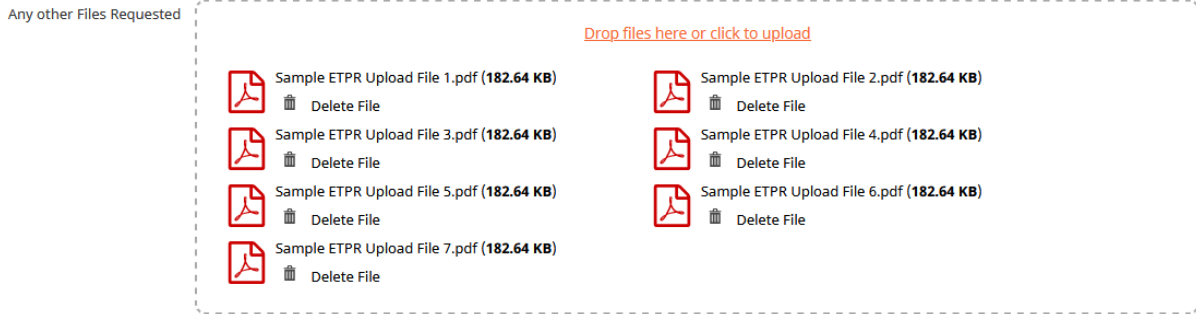 Any other Files Requested
Drop files here or click to upload
Sample ETPR Upload File 1.pdf (182.64 KB)
Delete File
Sample ETPR Upload File 2.pdf (182.64 KB)
Delete File
Sample ETPR Upload File 3.pdf (182.64 KB)
Delete File
Sample ETPR Upload File 4.pdf (182.64 KB)
Delete File
Sample ETPR Upload File 5.pdf (182.64 KB)
Delete File
Sample ETPR Upload File 6.pdf (182.64 KB)
Delete File
Sample ETPR Upload File 7.pdf (182.64 KB)
Delete File